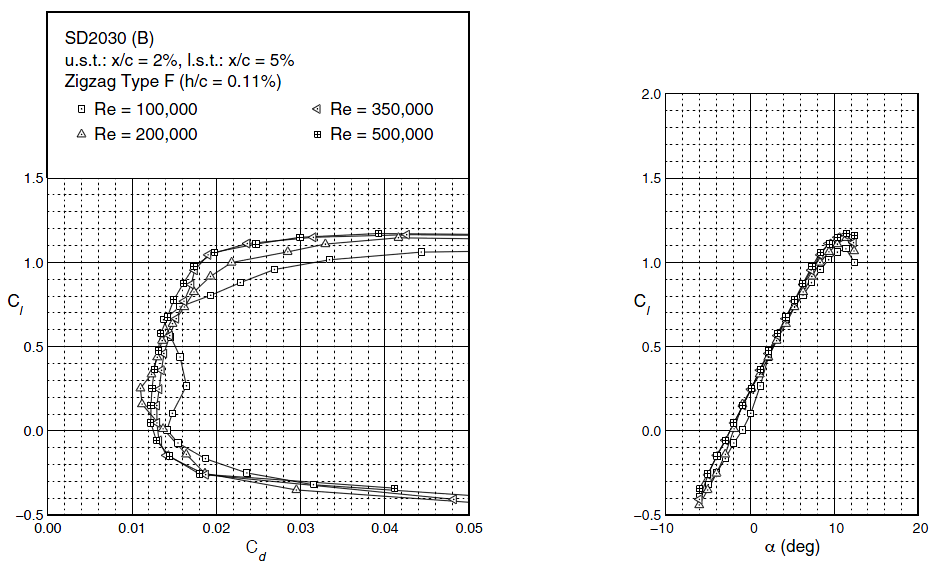 SD2030 (B)
u.s.t.: x/c = 2%, l.s.t.: x/c = 5%
Zigzag Type F (h/c = 0.11%)
Re = 100,000
Re = 350,000
Re = 200,000
Re = 500,000
1.5
1.0
Cl
0.5
0.0
−0.5
0.00
0.01
0.02
0.03
0.04
0.05
Cd
2.0
1.5
1.0
Cl
0.5
0.0
−0.5
−10
0
10
20
α (deg)